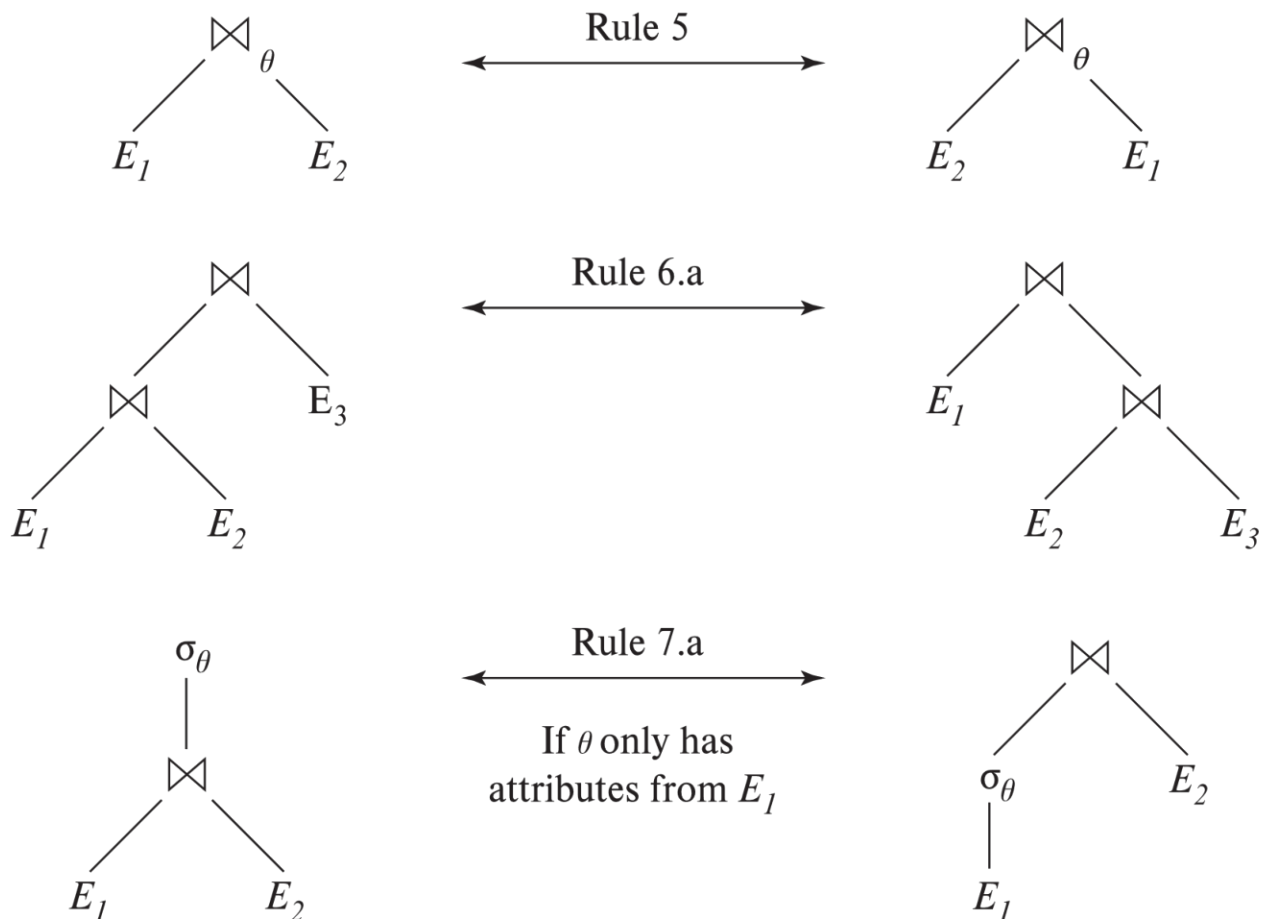 Rule 5
⋈θ
⋈θ
E1
E2
E2
E1
Rule 6.a
⋈
⋈
⋈
E3
E1
⋈
E1
E2
E2
E3
Rule 7.a
σθ
⋈
If θ only has
attributes from E1
⋈
σθ
E2
E1
E2
E1